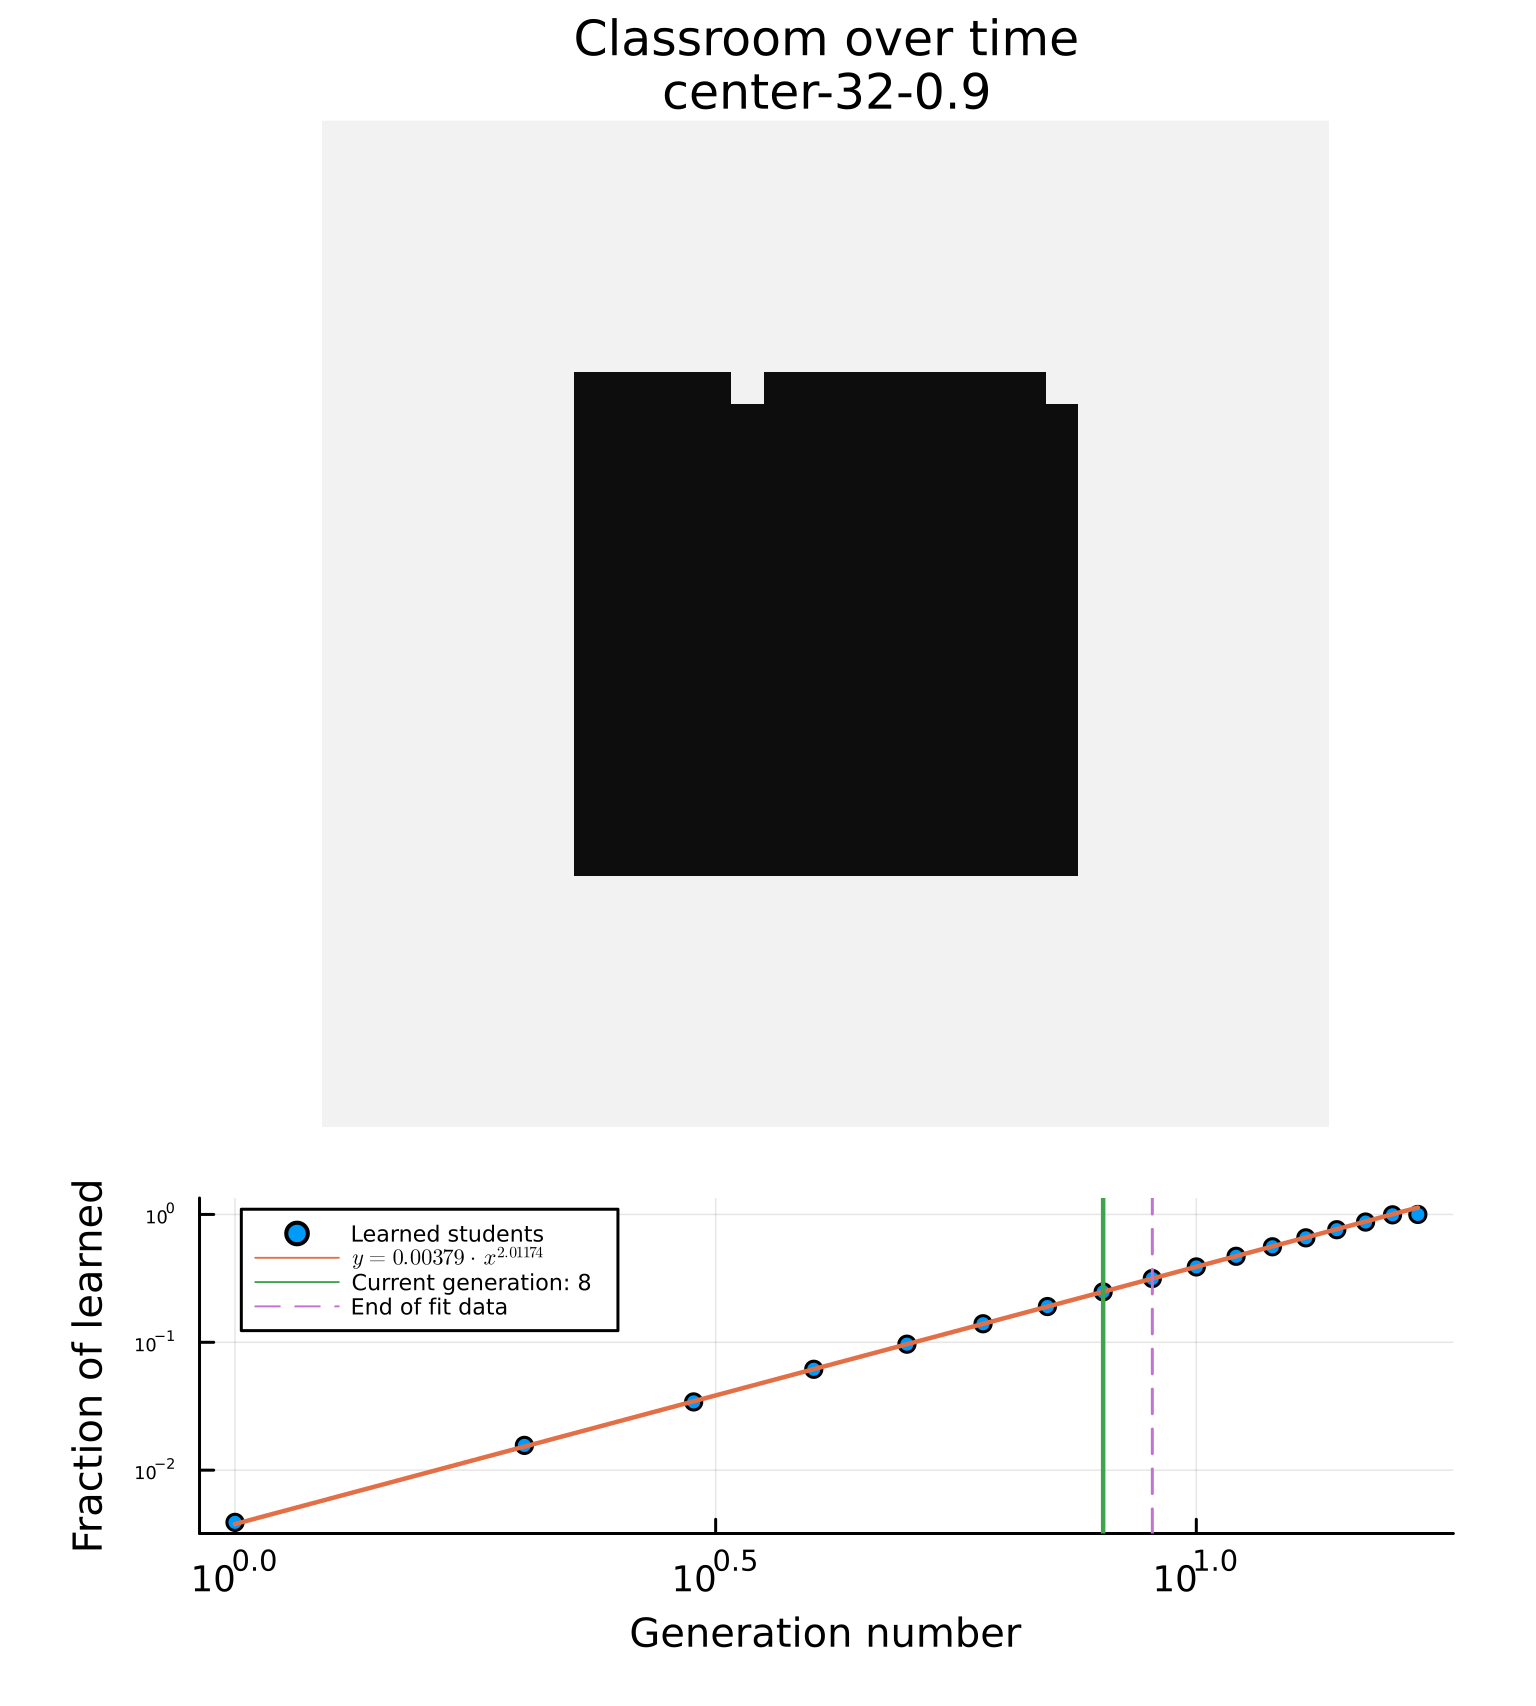 Classroom over time
center-32-0.9
Fraction of learned
10^0
10^-1
10^-2
Learned students
y = 0.00379 · x^2.01174
Current generation: 8
End of fit data
10^0.0
10^0.5
10^1.0
Generation number